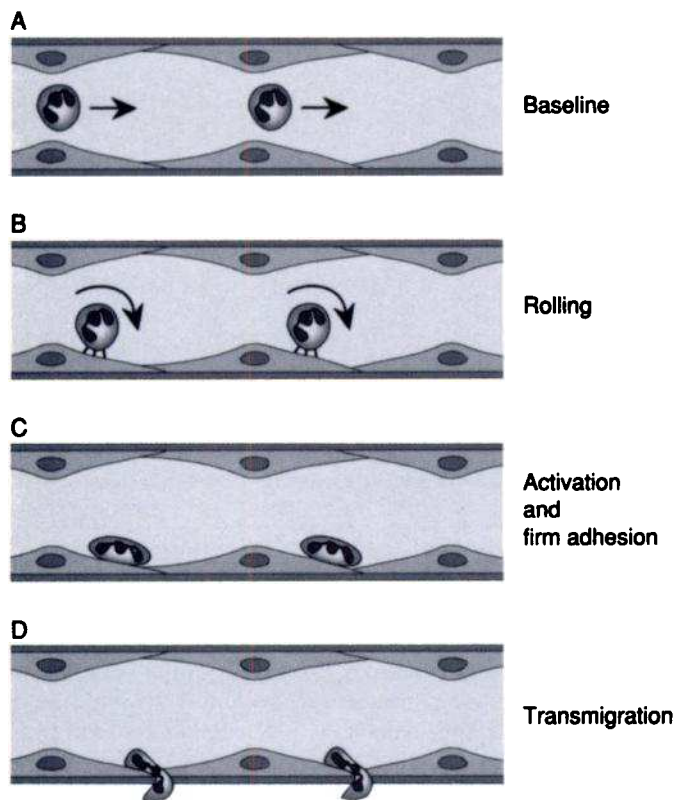 A
Baseline
B
Rolling
C
Activation
and
firm adhesion
D
Transmigration